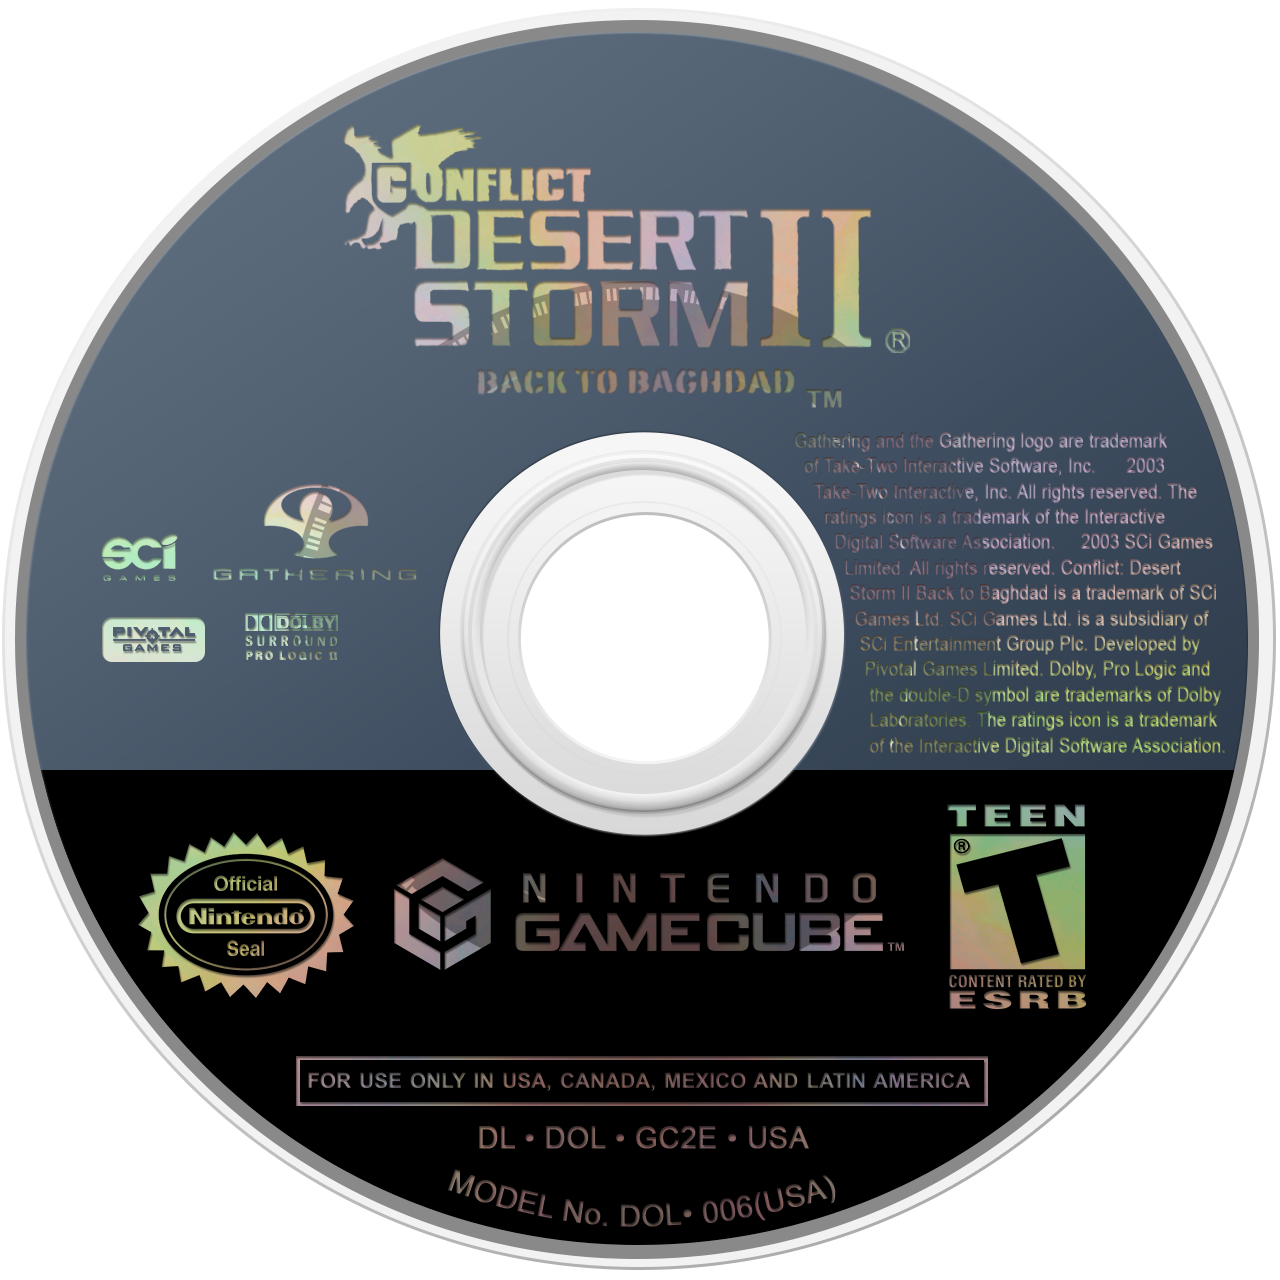 CONFLICT
DESERT
STORM II ®
BACK TO BAGHDAD TM
Gathering and the Gathering logo are trademark
of Take-Two Interactive Software, Inc. 2003
Take-Two Interactive, Inc. All rights reserved. The
ratings icon is a trademark of the Interactive
Digital Software Association. 2003 SCi Games
Limited. All rights reserved. Conflict: Desert
Storm II Back to Baghdad is a trademark of SCi
Games Ltd. SCi Games Ltd. is a subsidiary of
SCi Entertainment Group Plc. Developed by
Pivotal Games Limited. Dolby, Pro Logic and
the double-D symbol are trademarks of Dolby
Laboratories. The ratings icon is a trademark
of the Interactive Digital Software Association.
SCi
GAMES
GATHERING
PIVOTAL
GAMES
DOLBY
SURROUND
PRO LOGIC II
Official
Nintendo®
Seal
NINTENDO
GAMECUBE™
TEEN
®
T
CONTENT RATED BY
ESRB
FOR USE ONLY IN USA, CANADA, MEXICO AND LATIN AMERICA
DL • DOL • GC2E • USA
MODEL No. DOL• 006(USA)